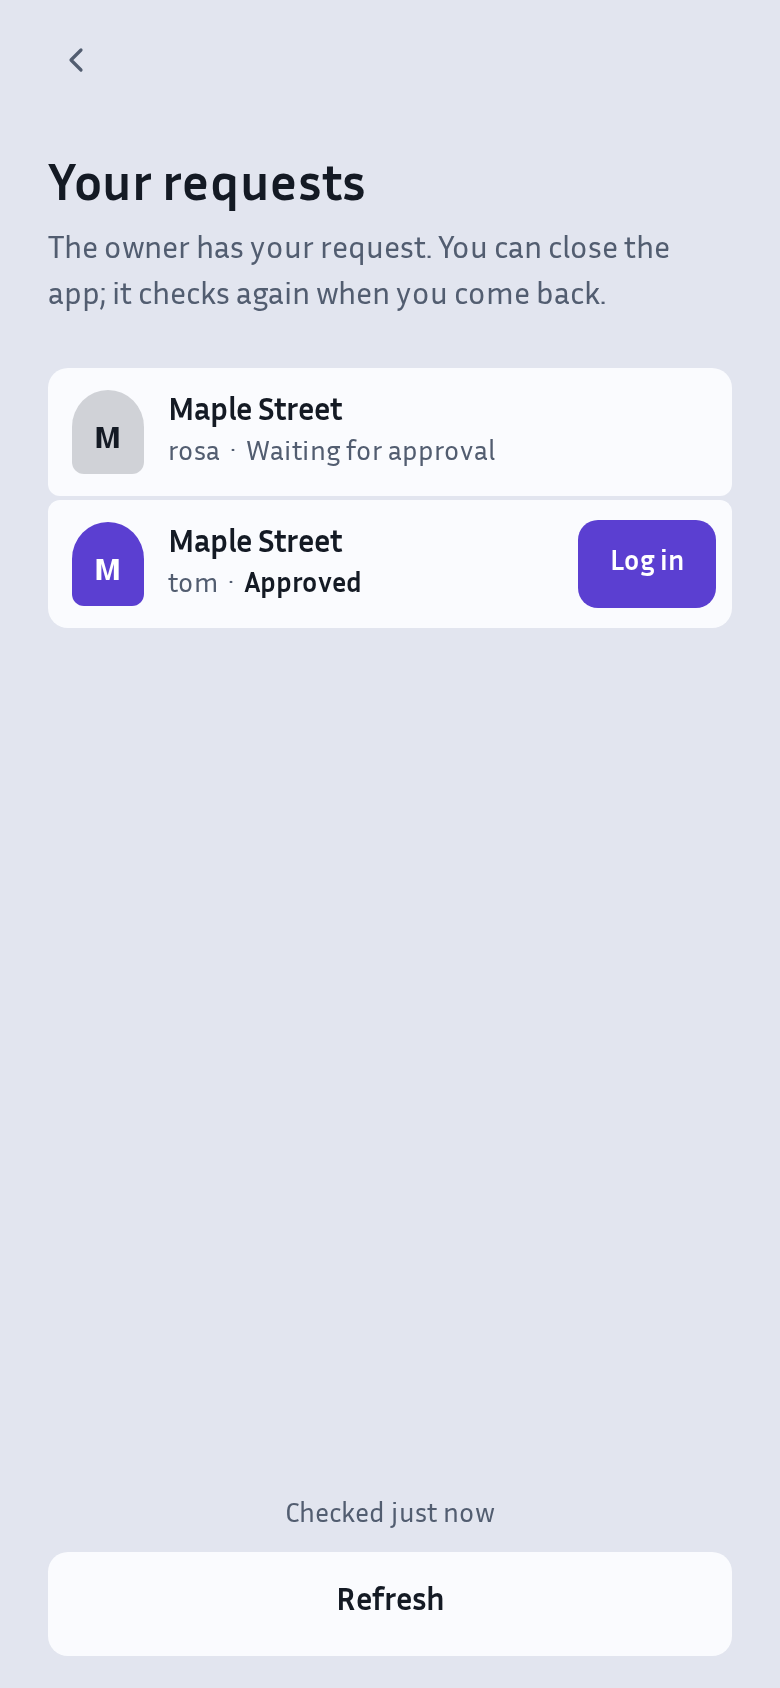 Your requests
The owner has your request. You can close the
app; it checks again when you come back.
M
Maple Street
rosa · Waiting for approval
M
Maple Street
tom · Approved
Log in
Checked just now
Refresh